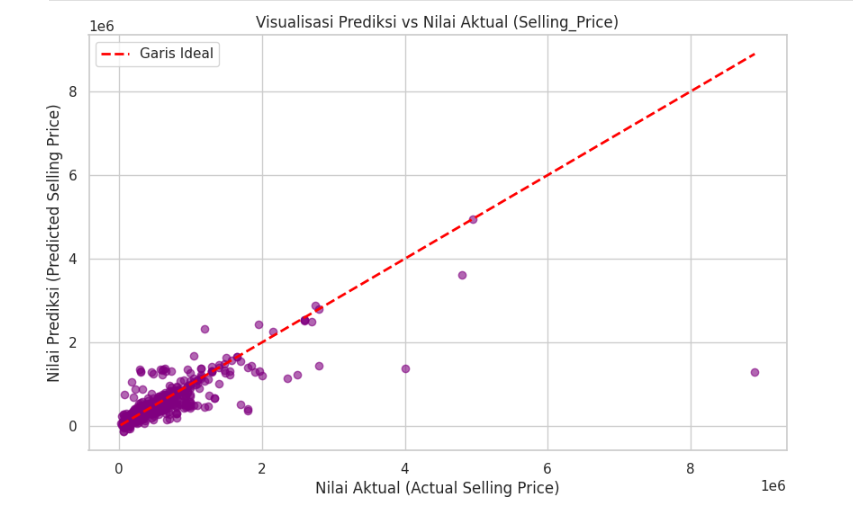 Visualisasi Prediksi vs Nilai Aktual (Selling_Price)
1e6
Garis Ideal
8
6
4
2
0
Nilai Prediksi (Predicted Selling Price)
0 2 4 6 8
1e6
Nilai Aktual (Actual Selling Price)